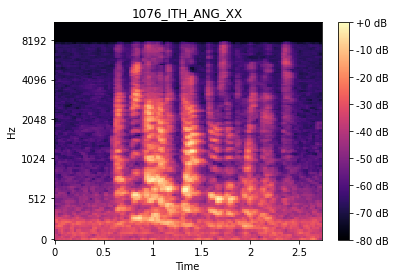 1076_ITH_ANG_XX
+0 dB
8192
-10 dB
4096
-20 dB
-30 dB
2048
Hz
-40 dB
1024
-50 dB
512
-60 dB
-70 dB
0
-80 dB
0 0.5 1 1.5 2 2.5
Time